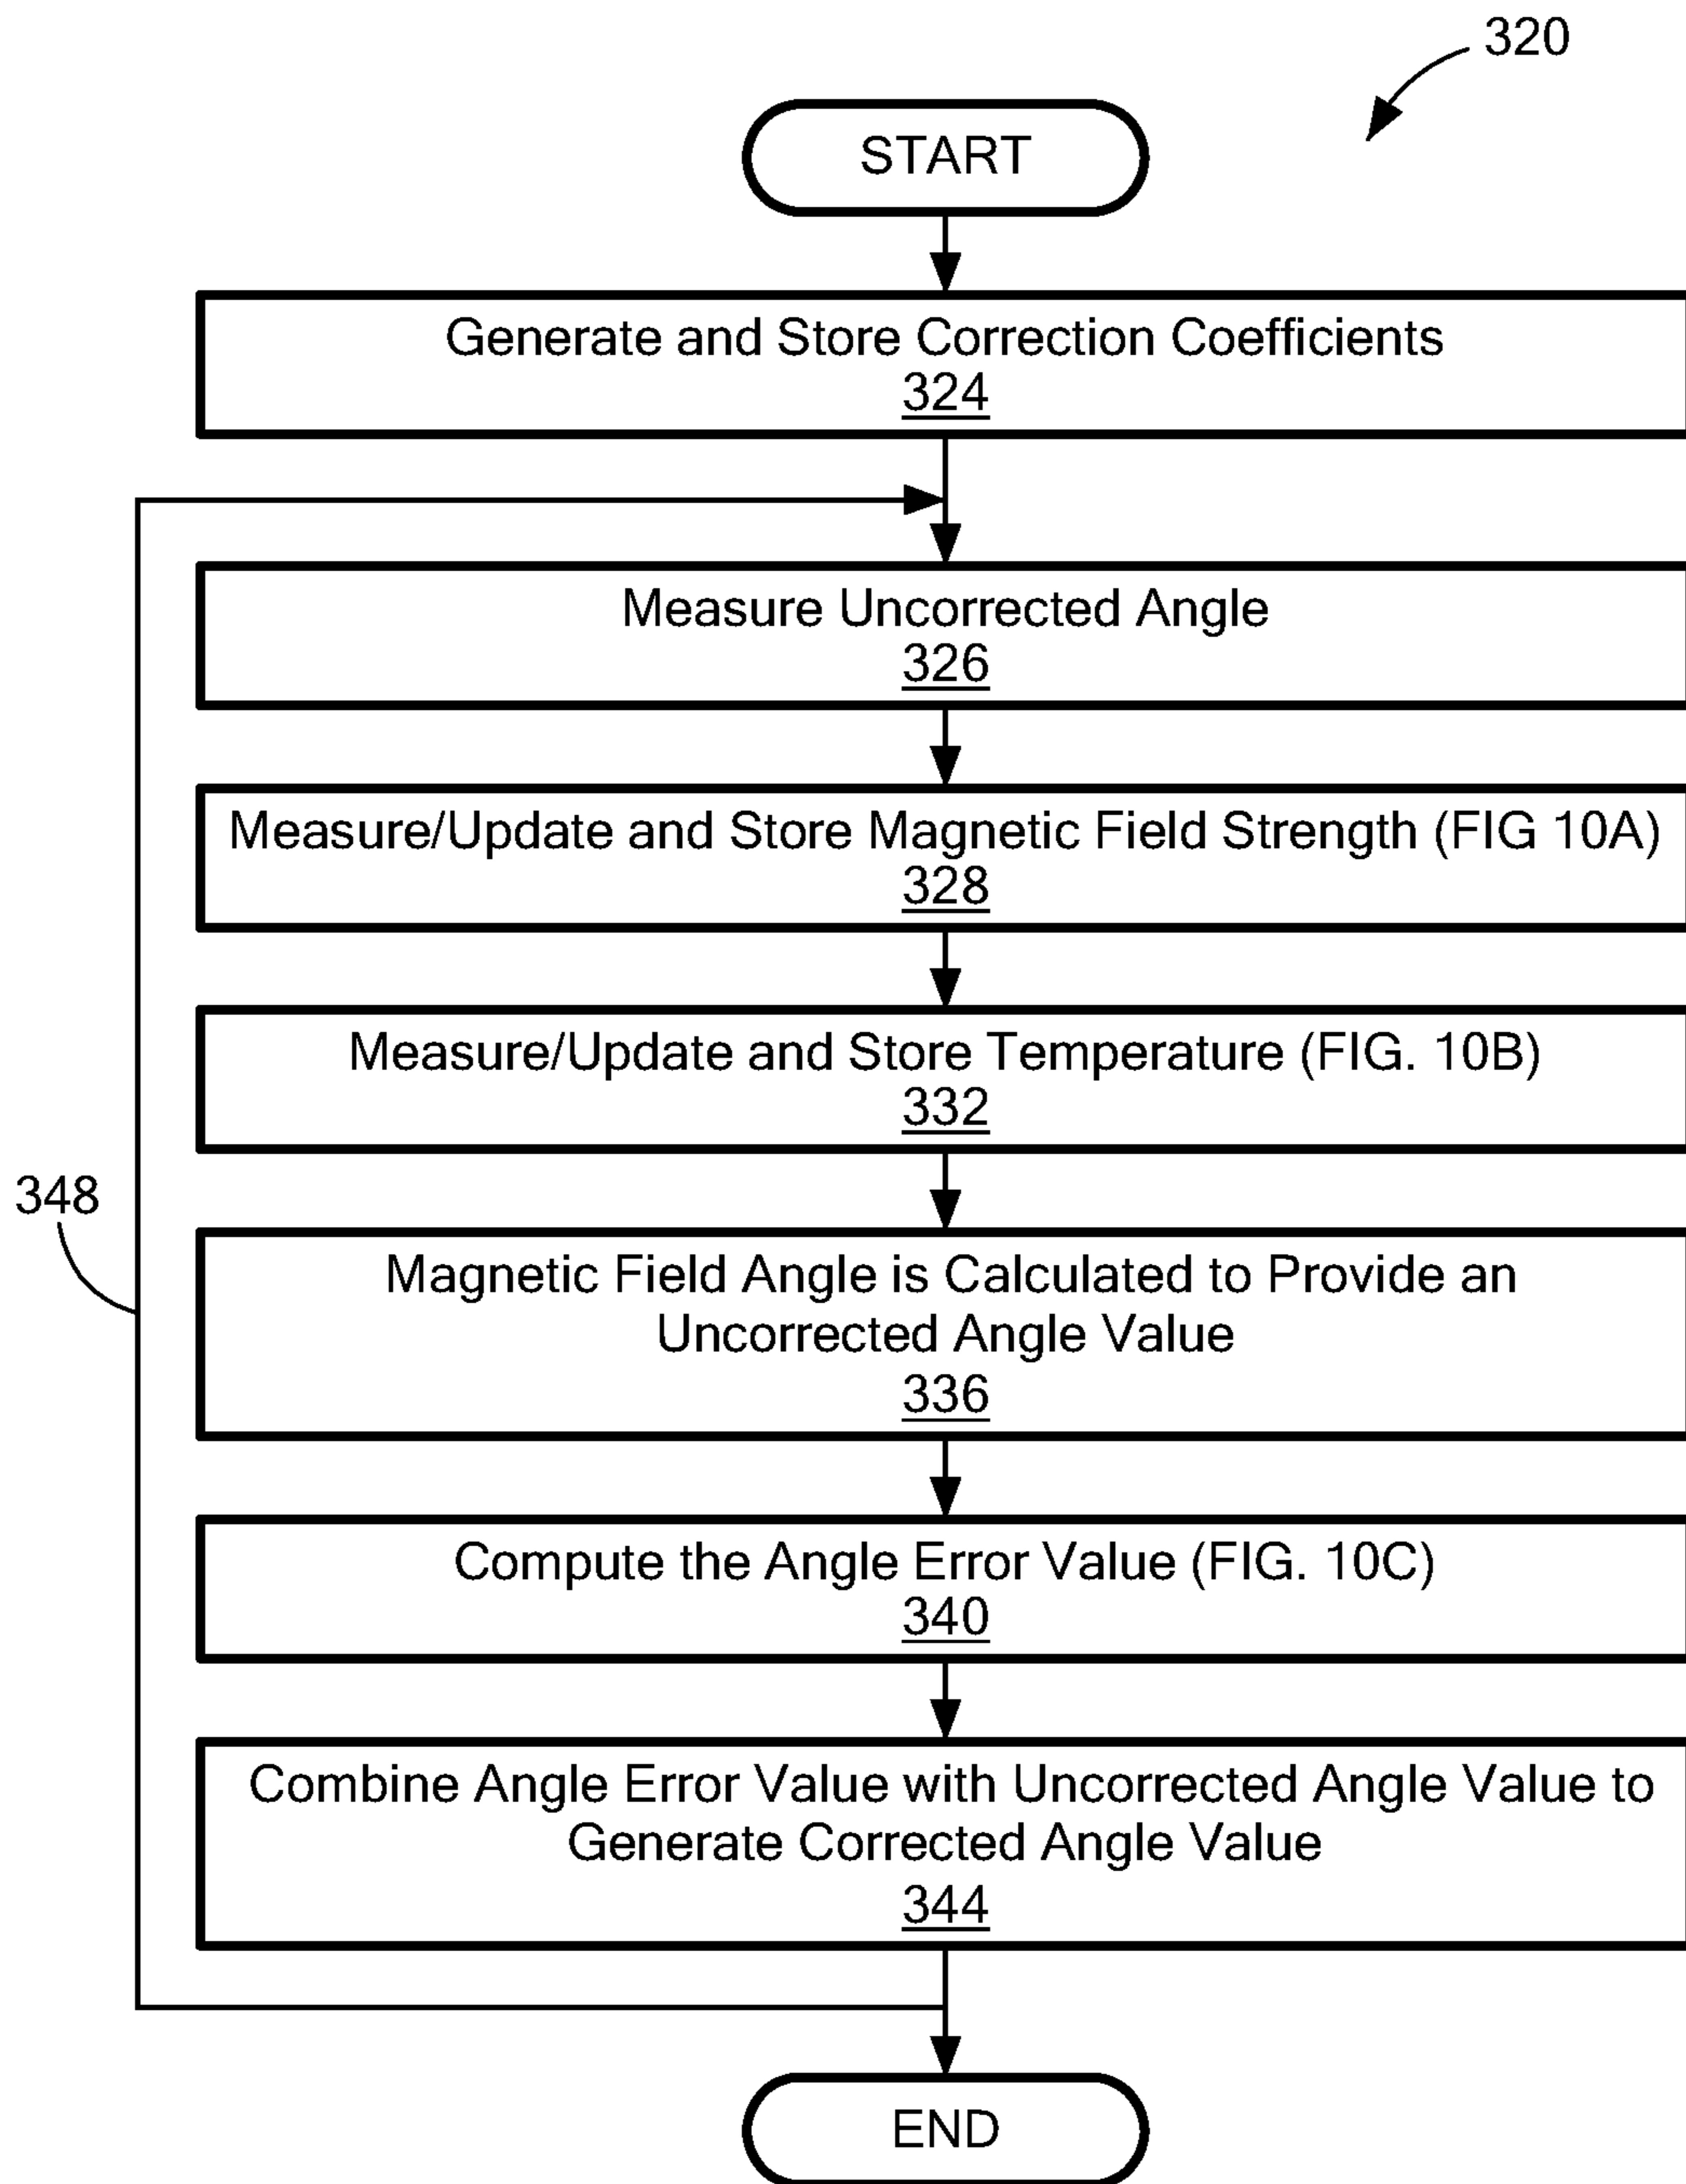 320
START
Generate and Store Correction Coefficients
324
Measure Uncorrected Angle
326
Measure/Update and Store Magnetic Field Strength (FIG 10A)
328
Measure/Update and Store Temperature (FIG. 10B)
332
348
Magnetic Field Angle is Calculated to Provide an
Uncorrected Angle Value
336
Compute the Angle Error Value (FIG. 10C)
340
Combine Angle Error Value with Uncorrected Angle Value to
Generate Corrected Angle Value
344
END